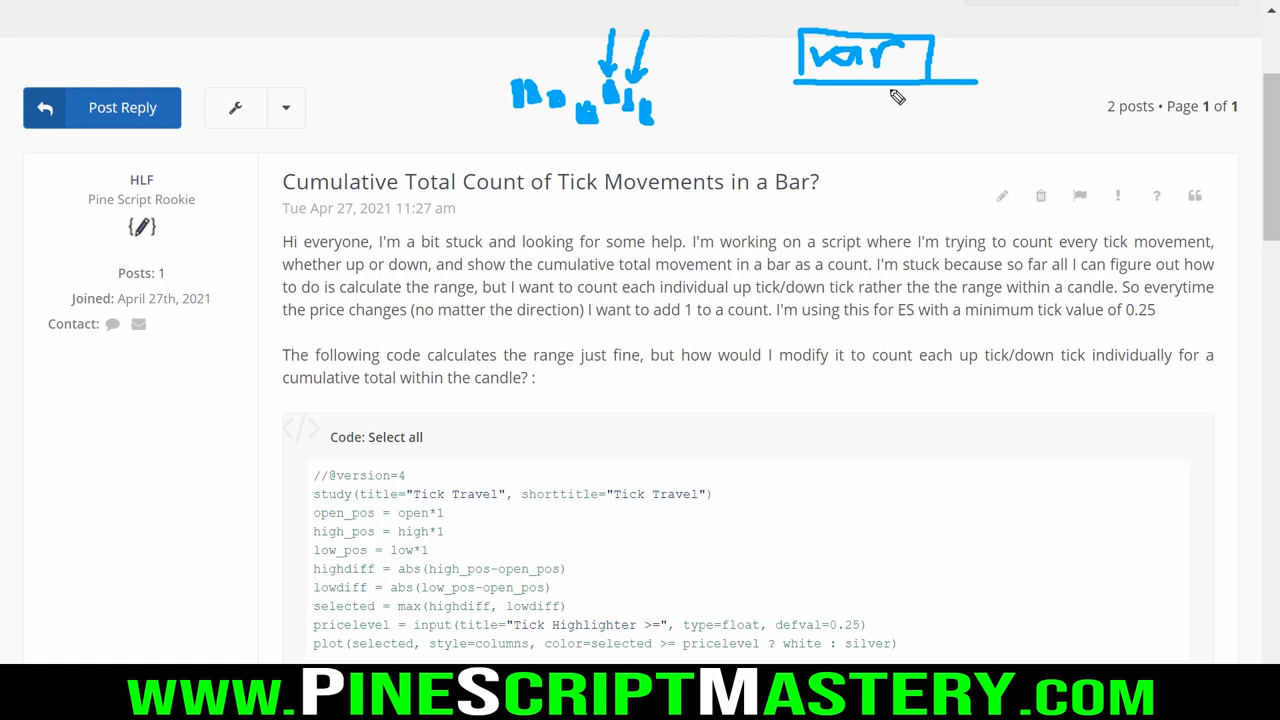 var
Post Reply
2 posts • Page 1 of 1
HLF
Pine Script Rookie
Posts: 1
Joined: April 27th, 2021
Contact:
Cumulative Total Count of Tick Movements in a Bar?
Tue Apr 27, 2021 11:27 am
Hi everyone, I'm a bit stuck and looking for some help. I'm working on a script where I'm trying to count every tick movement,
whether up or down, and show the cumulative total movement in a bar as a count. I'm stuck because so far all I can figure out how
to do is calculate the range, but I want to count each individual up tick/down tick rather the the range within a candle. So everytime
the price changes (no matter the direction) I want to add 1 to a count. I'm using this for ES with a minimum tick value of 0.25
The following code calculates the range just fine, but how would I modify it to count each up tick/down tick individually for a
cumulative total within the candle? :
Code: Select all
//@version=4
study(title="Tick Travel", shorttitle="Tick Travel")
open_pos = open*1
high_pos = high*1
low_pos = low*1
highdiff = abs(high_pos-open_pos)
lowdiff = abs(low_pos-open_pos)
selected = max(highdiff, lowdiff)
pricelevel = input(title="Tick Highlighter >=", type=float, defval=0.25)
plot(selected, style=columns, color=selected >= pricelevel ? white : silver)
WWW.PINESCRIPTMASTERY.COM